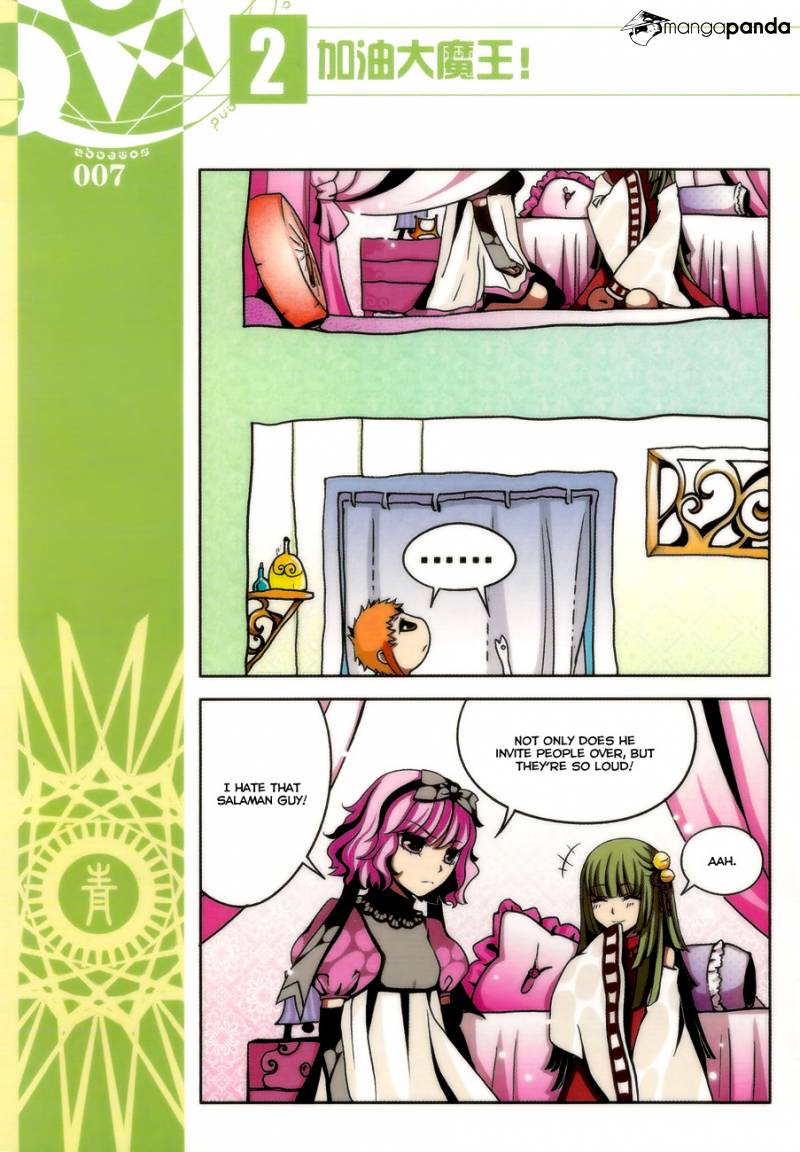 mangapanda
2
加油大魔王!
007
......
I HATE THAT
SALAMAN GUY!
NOT ONLY DOES HE
INVITE PEOPLE OVER, BUT
THEY'RE SO LOUD!
AAH.
青